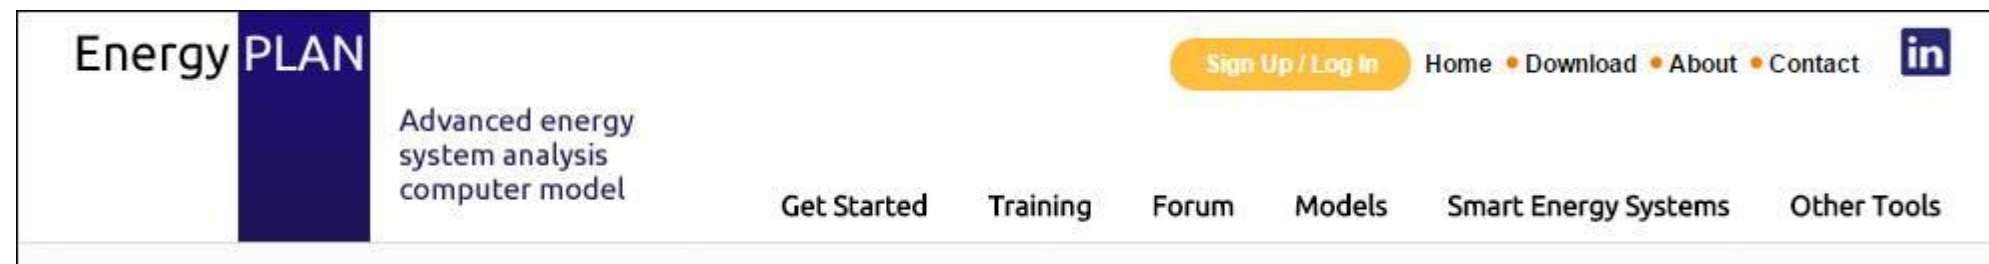 Energy PLAN
Sign Up / Log In Home • Download • About • Contact in
Advanced energy
system analysis
computer model
Get Started Training Forum Models Smart Energy Systems Other Tools